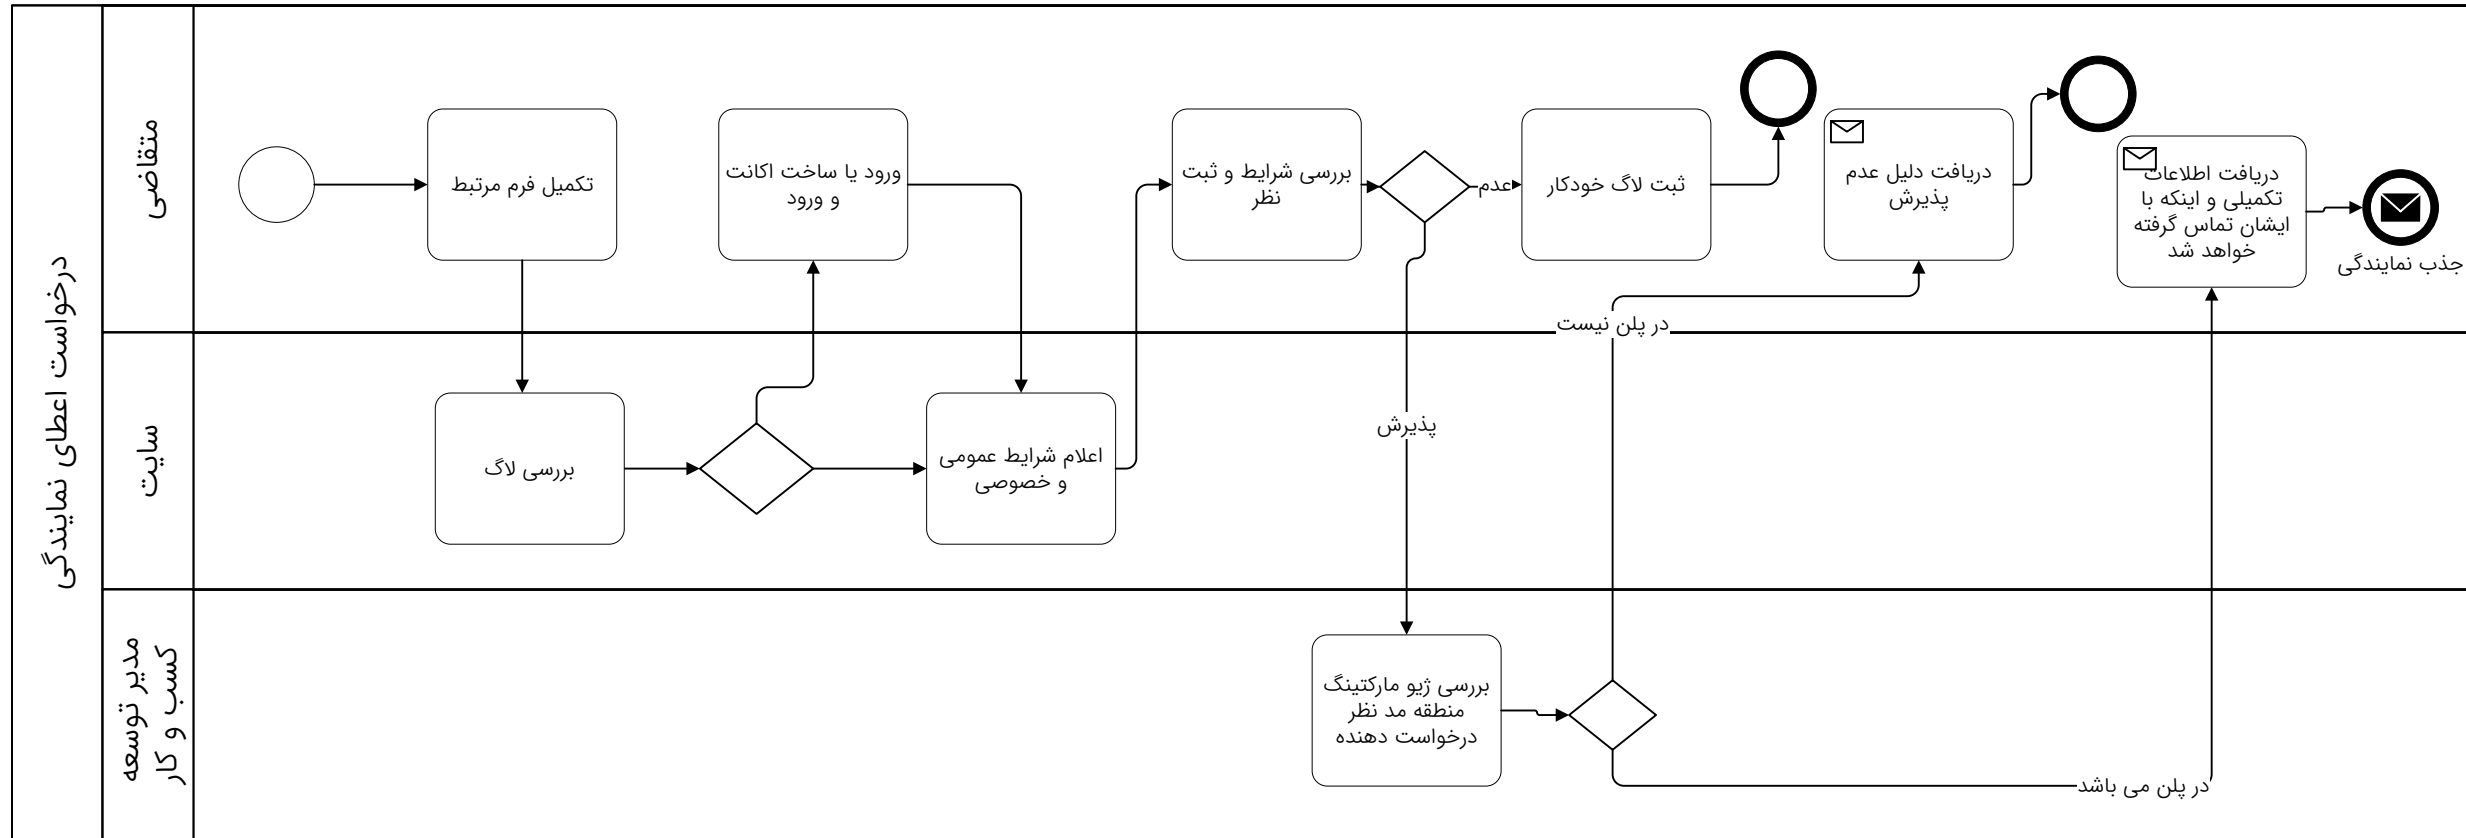 درخواست اعطای نمایندگی
متقاضی
سایت
مدیر توسعه
کسب و کار
تکمیل فرم مرتبط
ورود یا ساخت اکانت
و ورود
بررسی شرایط و ثبت
نظر
عدم
ثبت لاگ خودکار
دریافت دلیل عدم
پذیرش
دریافت اطلاعات
تکمیلی و اینکه با
ایشان تماس گرفته
خواهد شد
جذب نمایندگی
در پلن نیست
بررسی لاگ
اعلام شرایط عمومی
و خصوصی
پذیرش
بررسی ژیو مارکتینگ
منطقه مد نظر
درخواست دهنده
در پلن می باشد